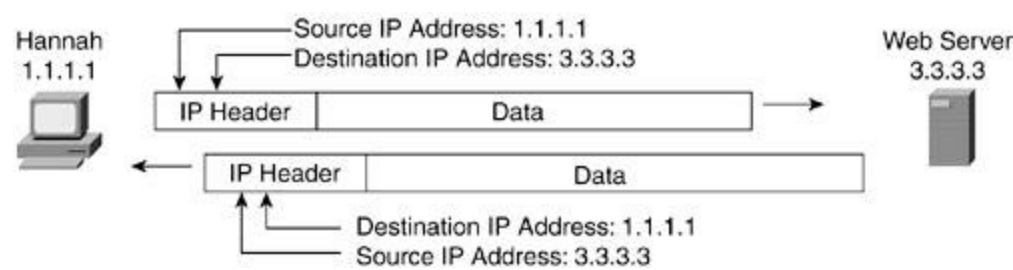 Source IP Address: 1.1.1.1
Hannah
1.1.1.1
Destination IP Address: 3.3.3.3
Web Server
3.3.3.3
IP Header
Data
IP Header
Data
Destination IP Address: 1.1.1.1
Source IP Address: 3.3.3.3